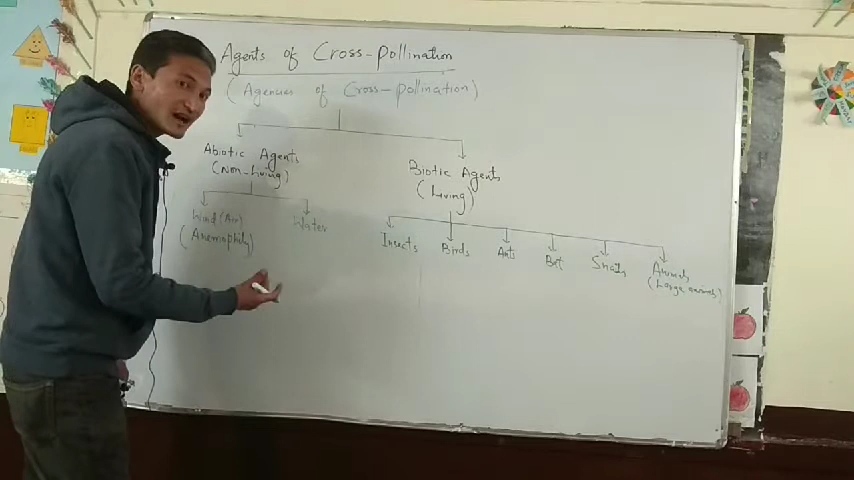 Agents of Cross-Pollination
(Agencies of Cross-pollination)
Abiotic Agents
(Non-Living)
Biotic Agents
(Living)
Wind (Air)
(Anemophily)
Water
Insects
Birds
Ants
Bat
Snails
Animals
(Large animals)